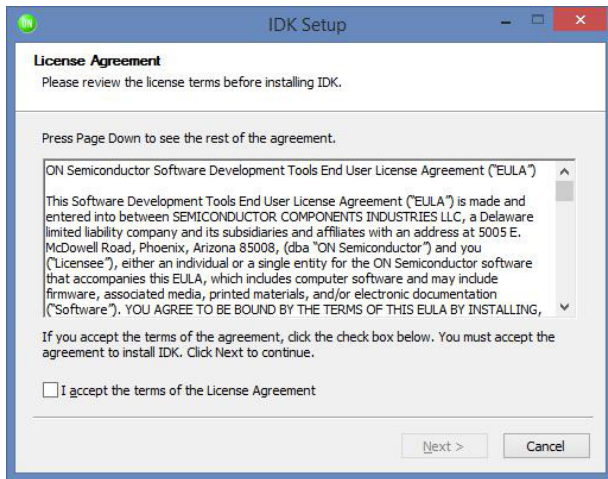 ON
IDK Setup
License Agreement
Please review the license terms before installing IDK.
Press Page Down to see the rest of the agreement.
ON Semiconductor Software Development Tools End User License Agreement ("EULA")
This Software Development Tools End User License Agreement ("EULA") is made and
entered into between SEMICONDUCTOR COMPONENTS INDUSTRIES LLC, a Delaware
limited liability company and its subsidiaries and affiliates with an address at 5005 E.
McDowell Road, Phoenix, Arizona 85008, (dba "ON Semiconductor") and you
("Licensee"), either an individual or a single entity for the ON Semiconductor software
that accompanies this EULA, which includes computer software and may include
firmware, associated media, printed materials, and/or electronic documentation
("Software"). YOU AGREE TO BE BOUND BY THE TERMS OF THIS EULA BY INSTALLING,
If you accept the terms of the agreement, click the check box below. You must accept the
agreement to install IDK. Click Next to continue.
I accept the terms of the License Agreement
Next >
Cancel